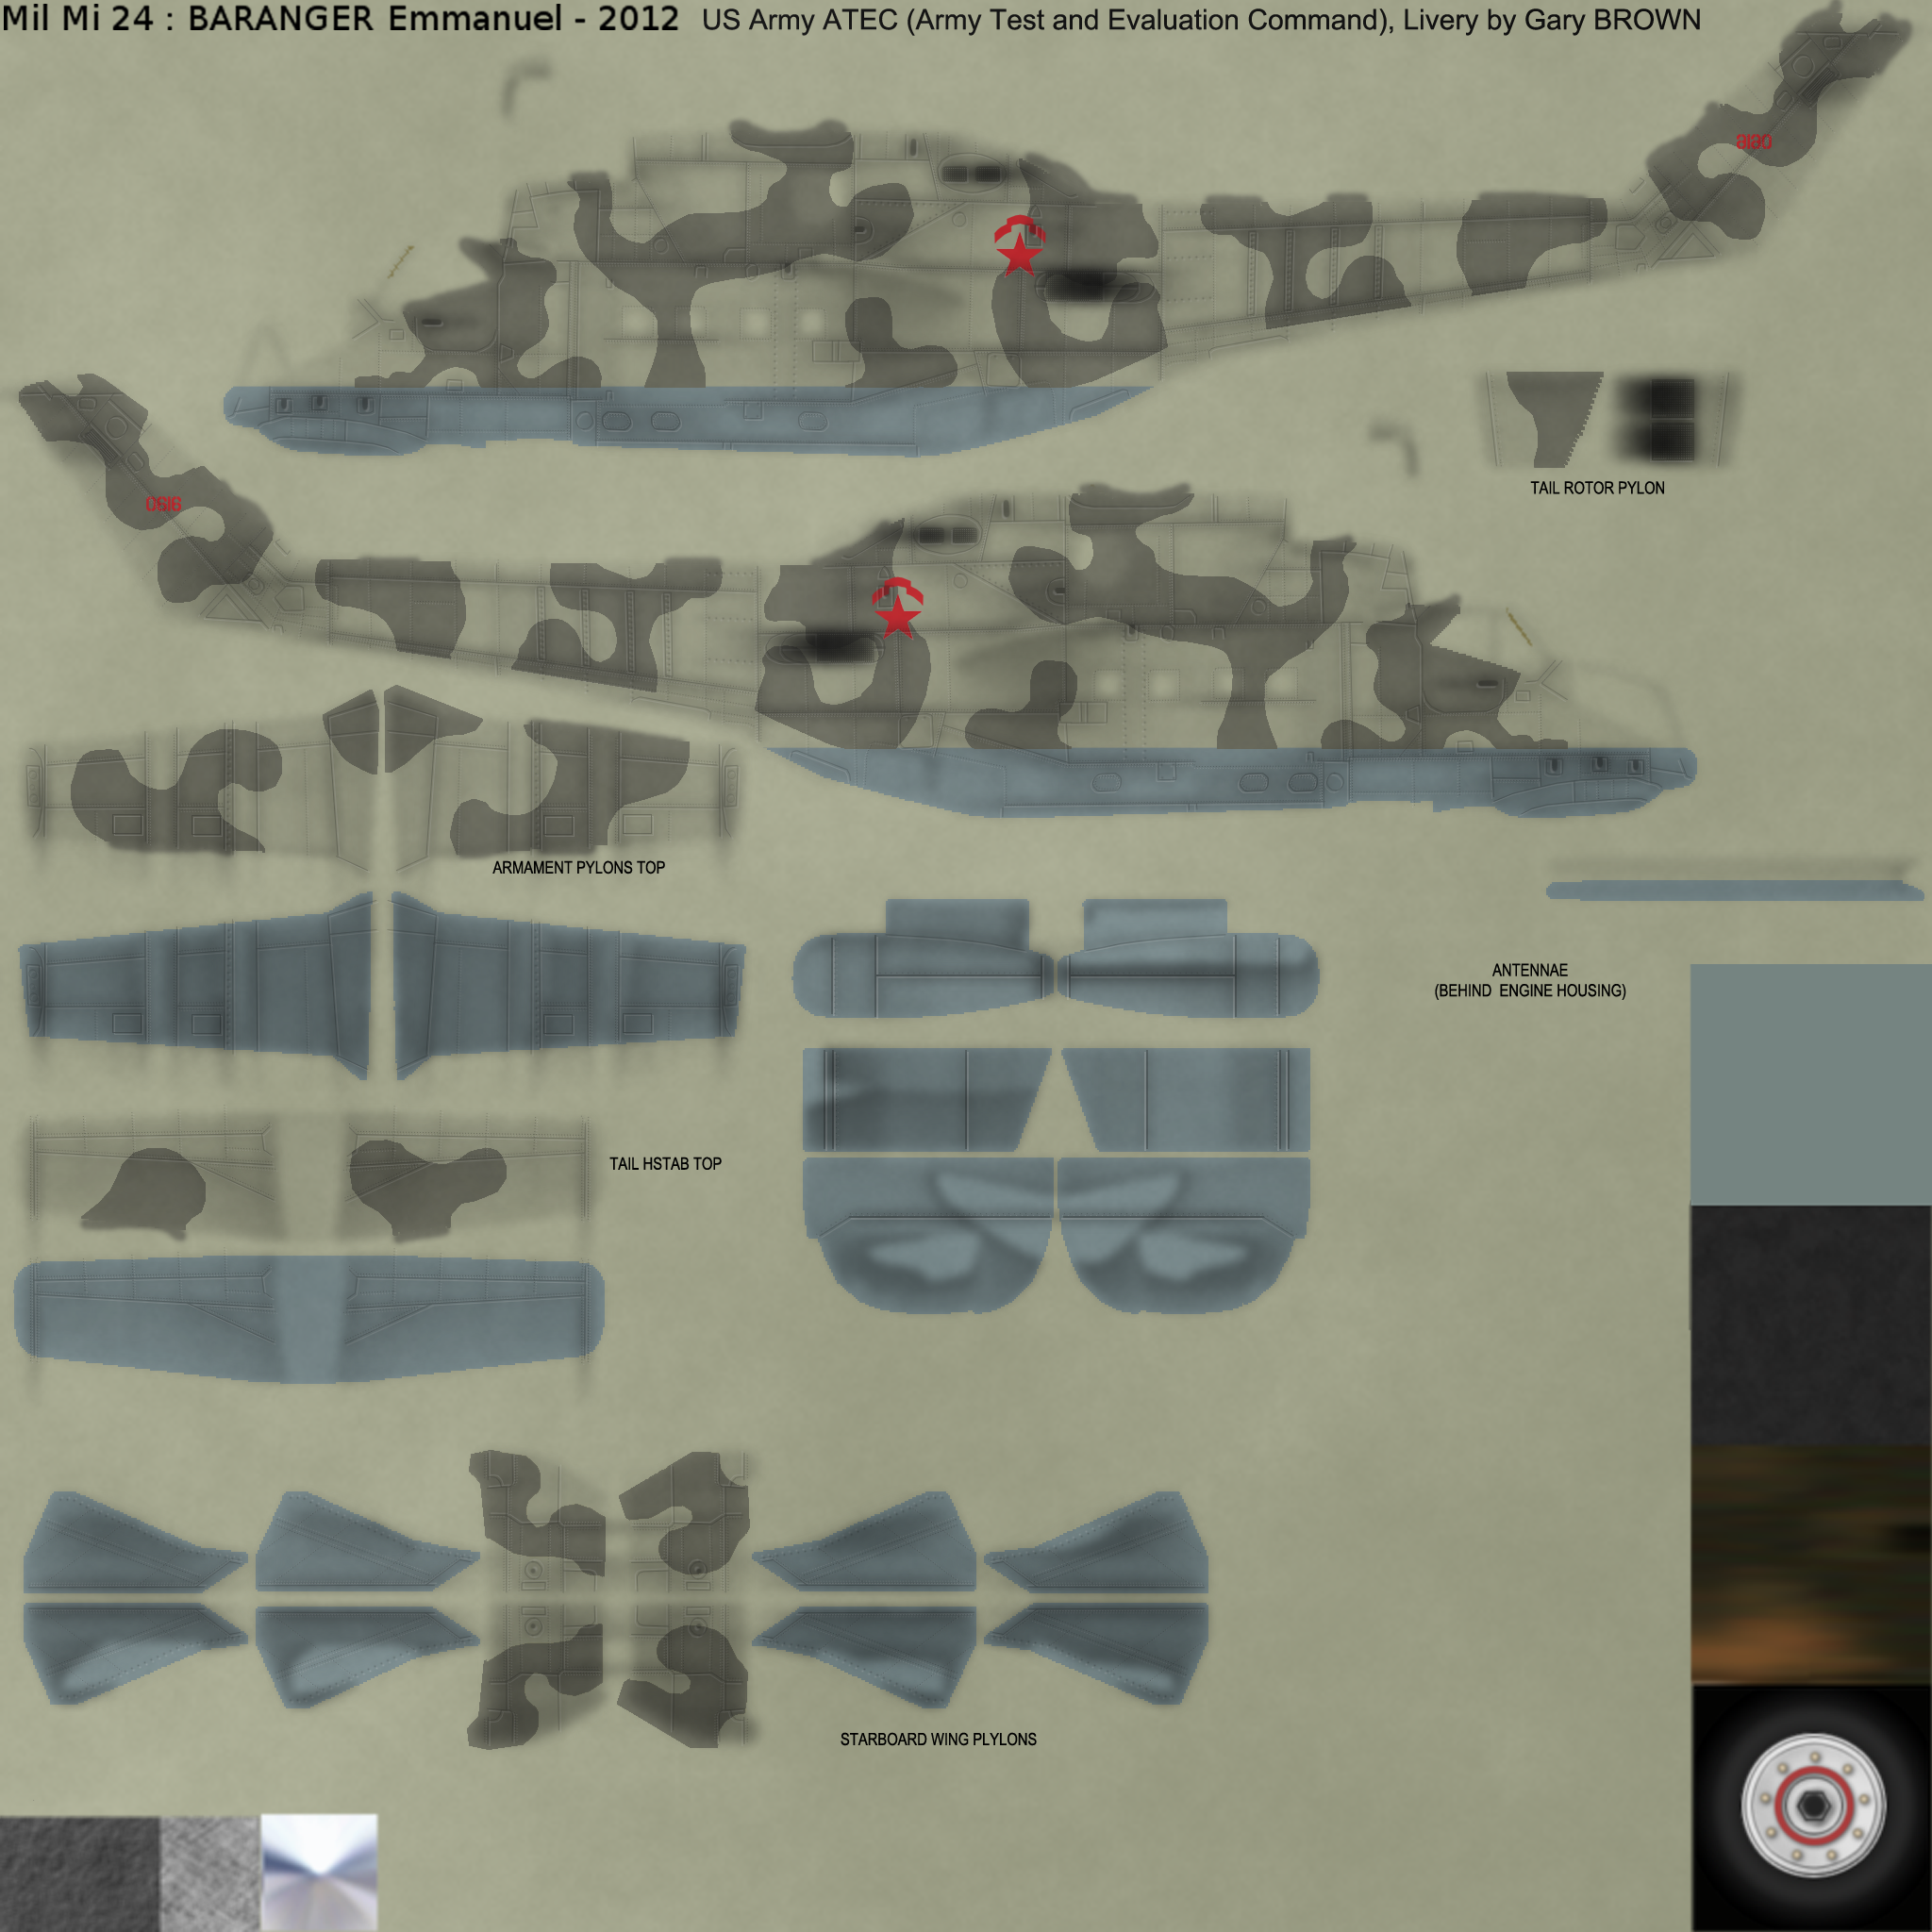 Mil Mi 24 : BARANGER Emmanuel - 2012 US Army ATEC (Army Test and Evaluation Command), Livery by Gary BROWN
TAIL ROTOR PYLON
ARMAMENT PYLONS TOP
ANTENNAE
(BEHIND ENGINE HOUSING)
TAIL HSTAB TOP
STARBOARD WING PLYLONS